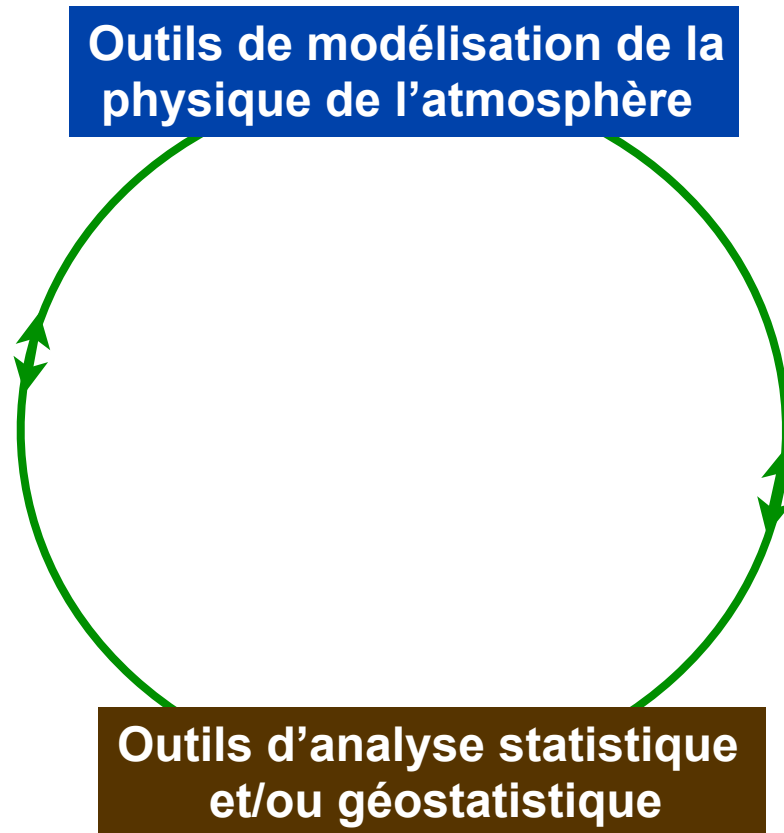 Outils de modélisation de la
physique de l’atmosphère
Outils d’analyse statistique
et/ou géostatistique